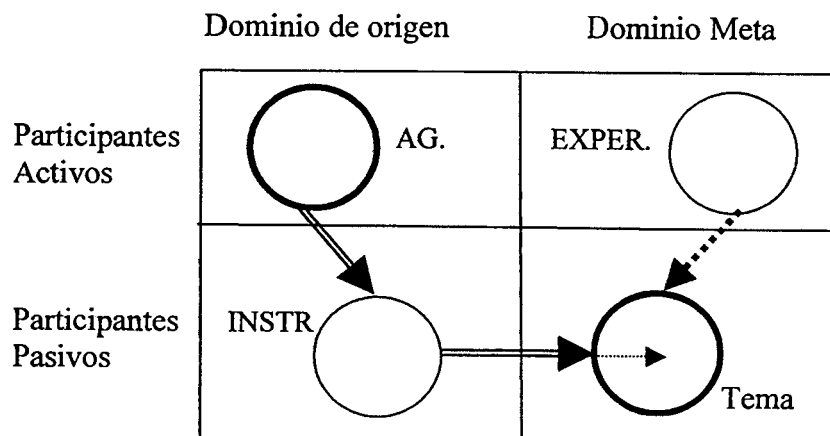 Dominio de origen
Dominio Meta
Participantes
Activos
AG.
EXPER.
Participantes
Pasivos
INSTR
Tema